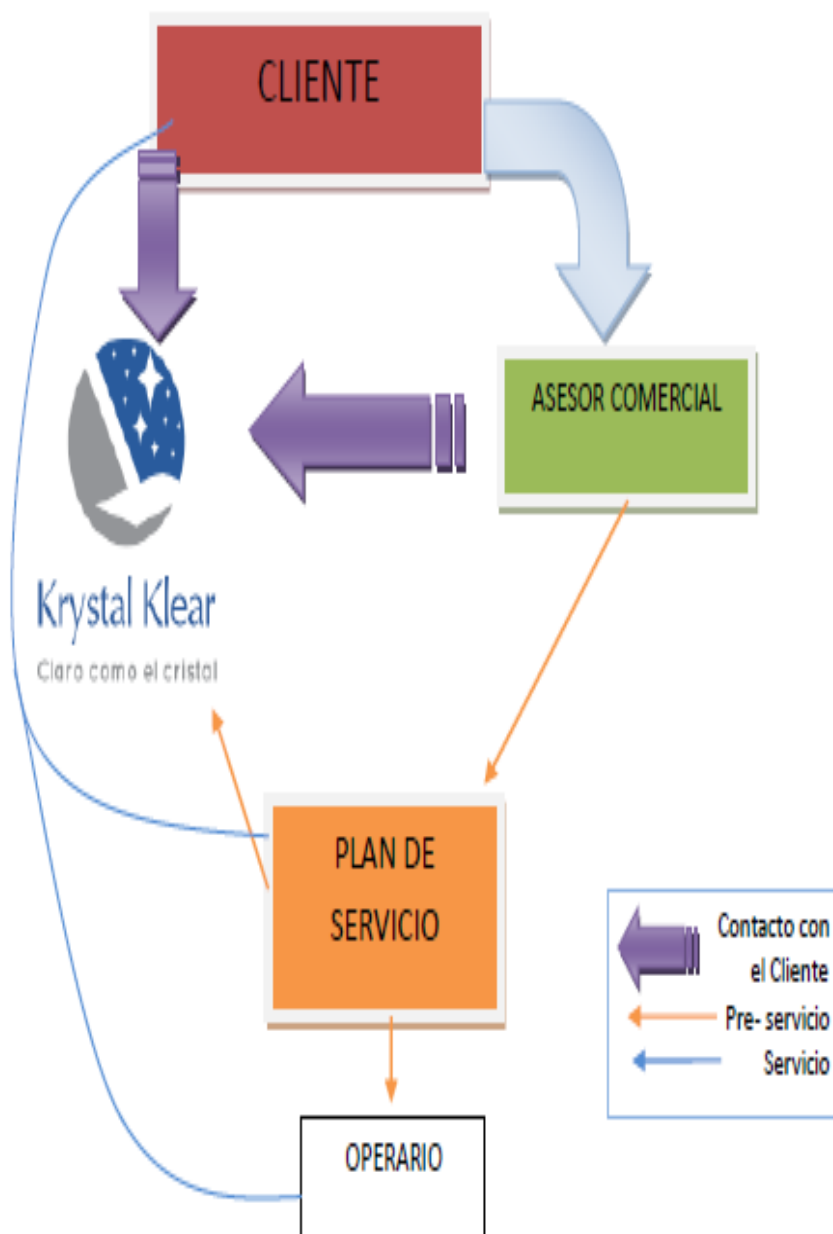 CLIENTE
ASESOR COMERCIAL
Krystal Klear
Claro como el cristal
PLAN DE
SERVICIO
Contacto con
el Cliente
Pre- servicio
Servicio
OPERARIO